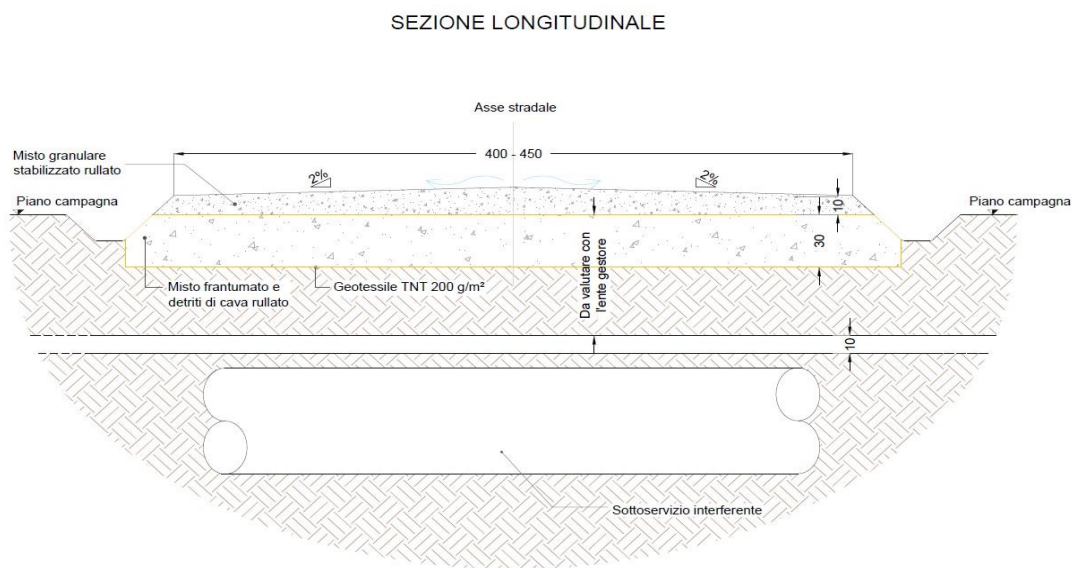 SEZIONE LONGITUDINALE
Asse stradale
400 - 450
Misto granulare
stabilizzato rullato
2%
2%
10
Piano campagna
Piano campagna
30
Da valutare con
l'ente gestore
Misto frantumato e
detriti di cava rullato
Geotessile TNT 200 g/m²
10
Sottoservizio interferente